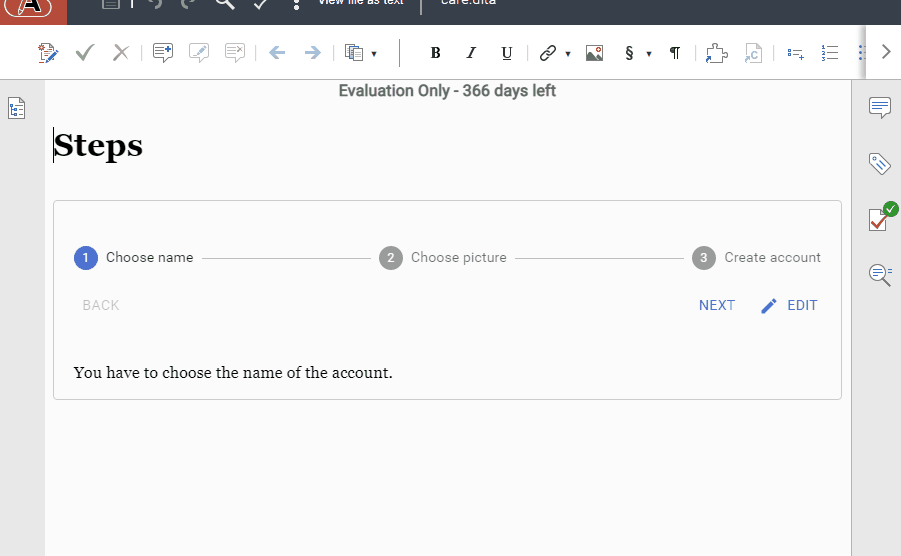 View file as text care.dita
B I U § ¶
Evaluation Only - 366 days left
Steps
1 Choose name 2 Choose picture 3 Create account
BACK NEXT EDIT
You have to choose the name of the account.